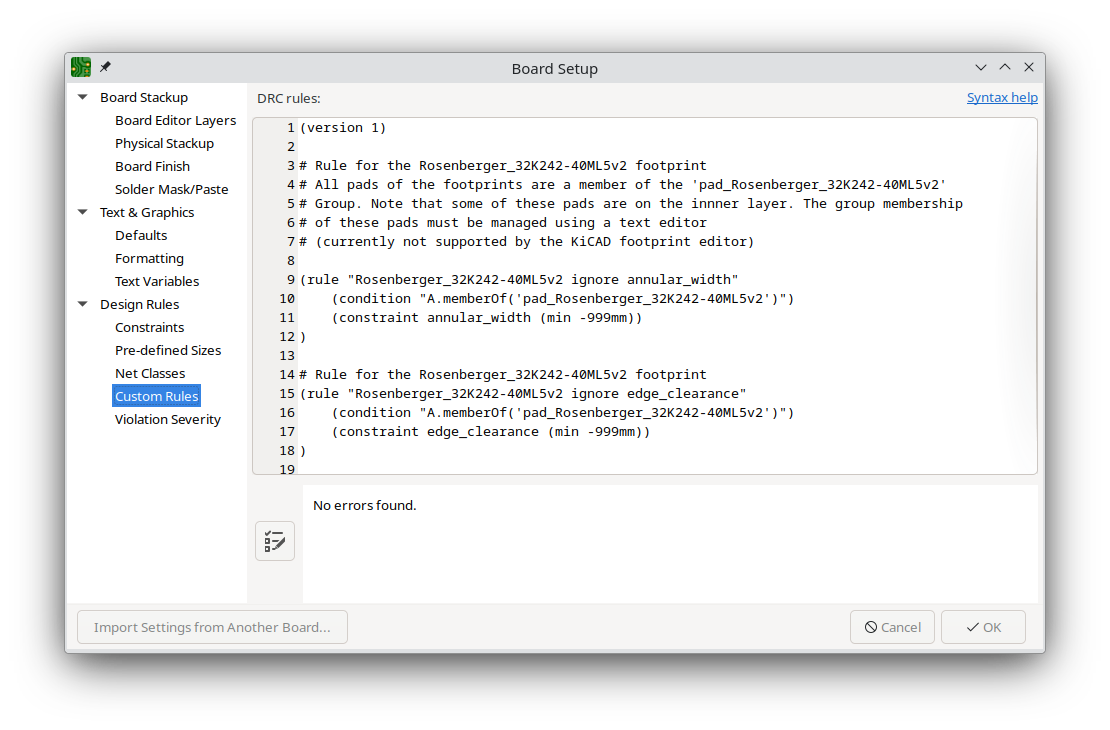 Board Setup
Board Stackup
Board Editor Layers
Physical Stackup
Board Finish
Solder Mask/Paste
Text & Graphics
Defaults
Formatting
Text Variables
Design Rules
Constraints
Pre-defined Sizes
Net Classes
Custom Rules
Violation Severity
DRC rules:
Syntax help
1 (version 1)
2
3 # Rule for the Rosenberger_32K242-40ML5v2 footprint
4 # All pads of the footprints are a member of the 'pad_Rosenberger_32K242-40ML5v2'
5 # Group. Note that some of these pads are on the innner layer. The group membership
6 # of these pads must be managed using a text editor
7 # (currently not supported by the KiCAD footprint editor)
8
9 (rule "Rosenberger_32K242-40ML5v2 ignore annular_width"
10     (condition "A.memberOf('pad_Rosenberger_32K242-40ML5v2')")
11     (constraint annular_width (min -999mm))
12 )
13
14 # Rule for the Rosenberger_32K242-40ML5v2 footprint
15 (rule "Rosenberger_32K242-40ML5v2 ignore edge_clearance"
16     (condition "A.memberOf('pad_Rosenberger_32K242-40ML5v2')")
17     (constraint edge_clearance (min -999mm))
18 )
19
No errors found.
Import Settings from Another Board...
Cancel
OK